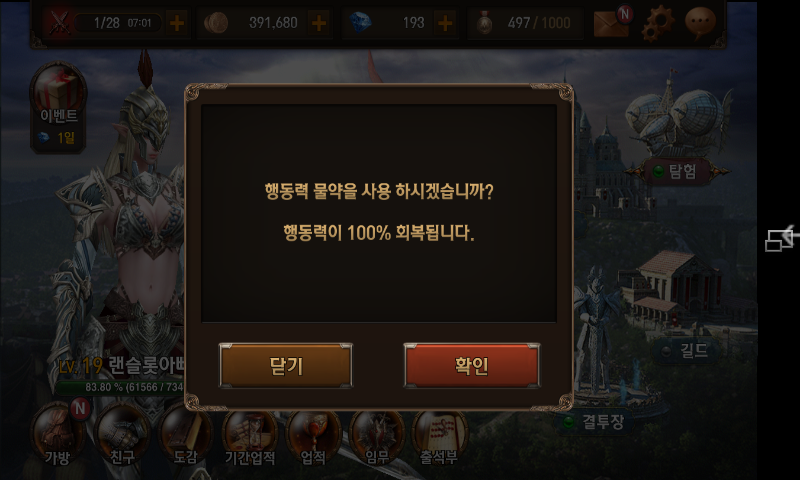 1/28 07:01
391,680
193
497 / 1000
N
이벤트
1일
행동력 물약을 사용 하시겠습니까?
행동력이 100% 회복됩니다.
탐험
닫기
확인
길드
LV.19 랜슬롯아빠
83.80 % (61566 / 734
결투장
N
가방
친구
도감
기간업적
업적
임무
출석부